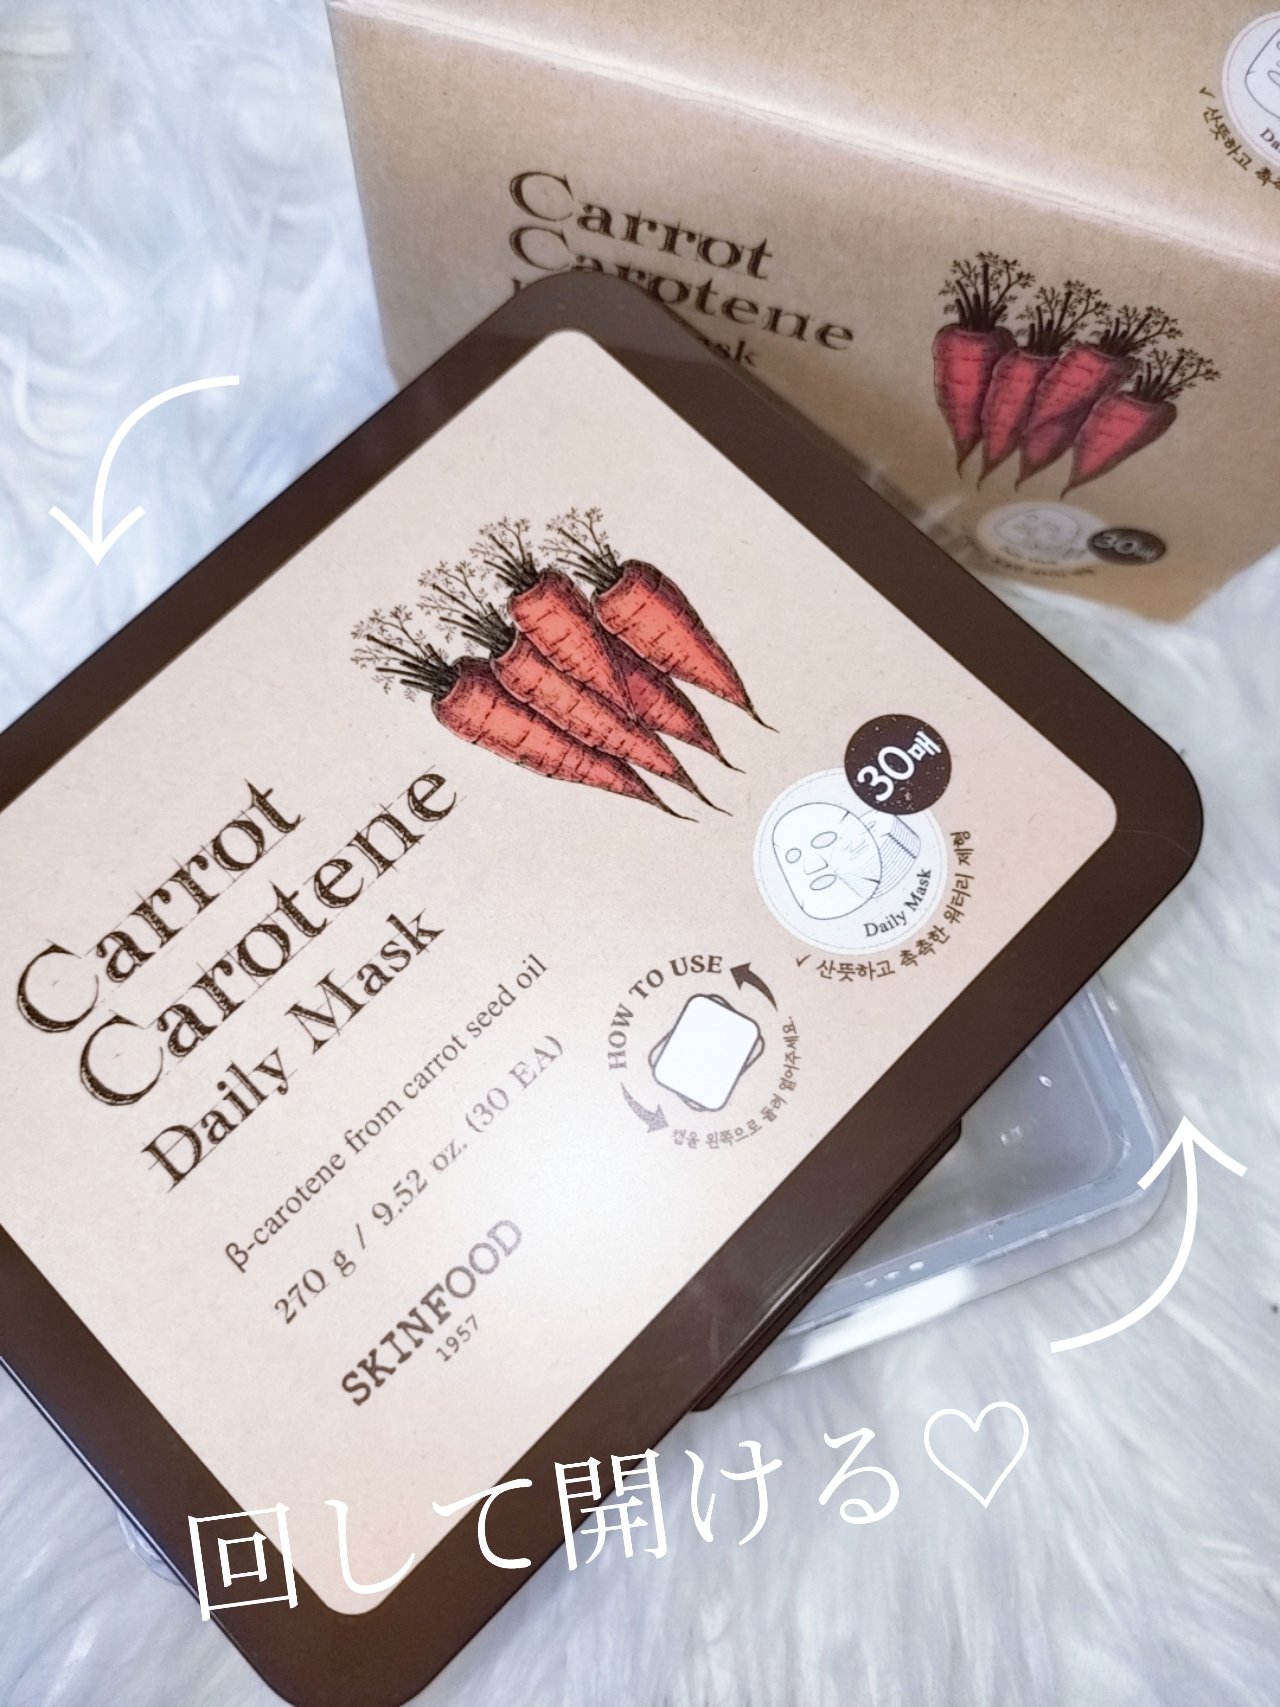 Carrot
Carotene
30매
Carrot
Carotene
Daily Mask
β-carotene from carrot seed oil
270 g / 9.52 oz. (30 EA)
SKINFOOD
1957
30매
Daily Mask
✓ 산뜻하고 촉촉한 워터리 제형
HOW TO USE
캡을 왼쪽으로 돌려 열어주세요.
回して開ける♡